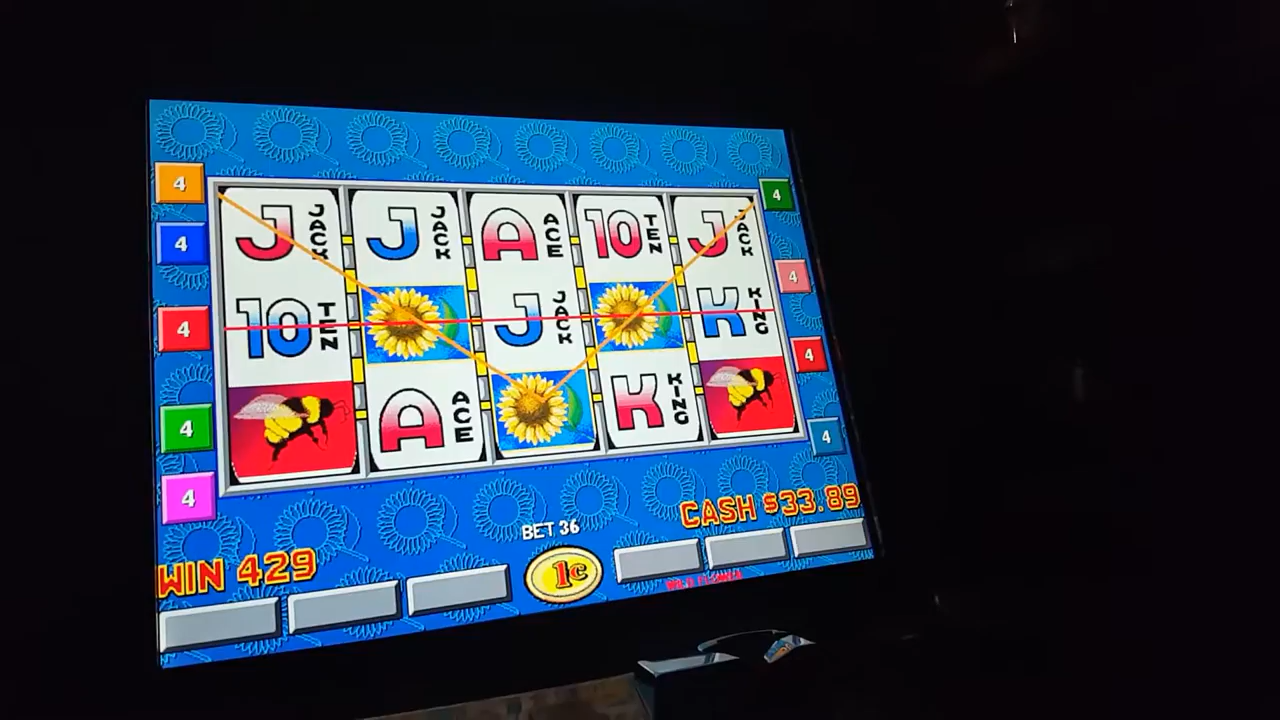 4 J JACK J JACK A ACE 10 TEN J JACK 4
4 4
4 10 TEN J JACK K KING 4
4 A ACE K KING 4
4
CASH $33.89
BET 36
WIN 429
1c